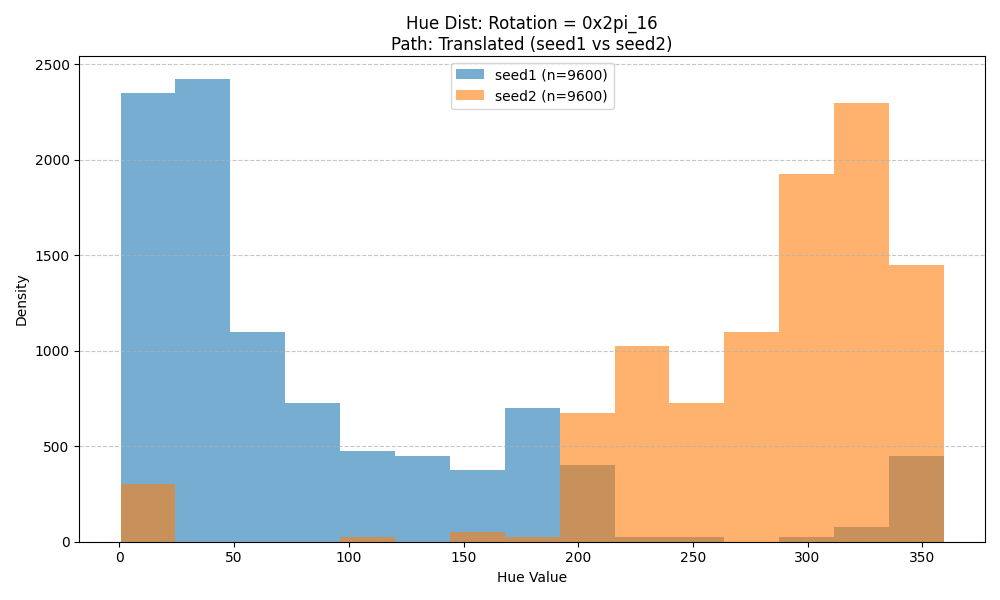 Hue Dist: Rotation = 0x2pi_16
Path: Translated (seed1 vs seed2)
seed1 (n=9600)
seed2 (n=9600)
Density
2500
2000
1500
1000
500
0
0 50 100 150 200 250 300 350
Hue Value